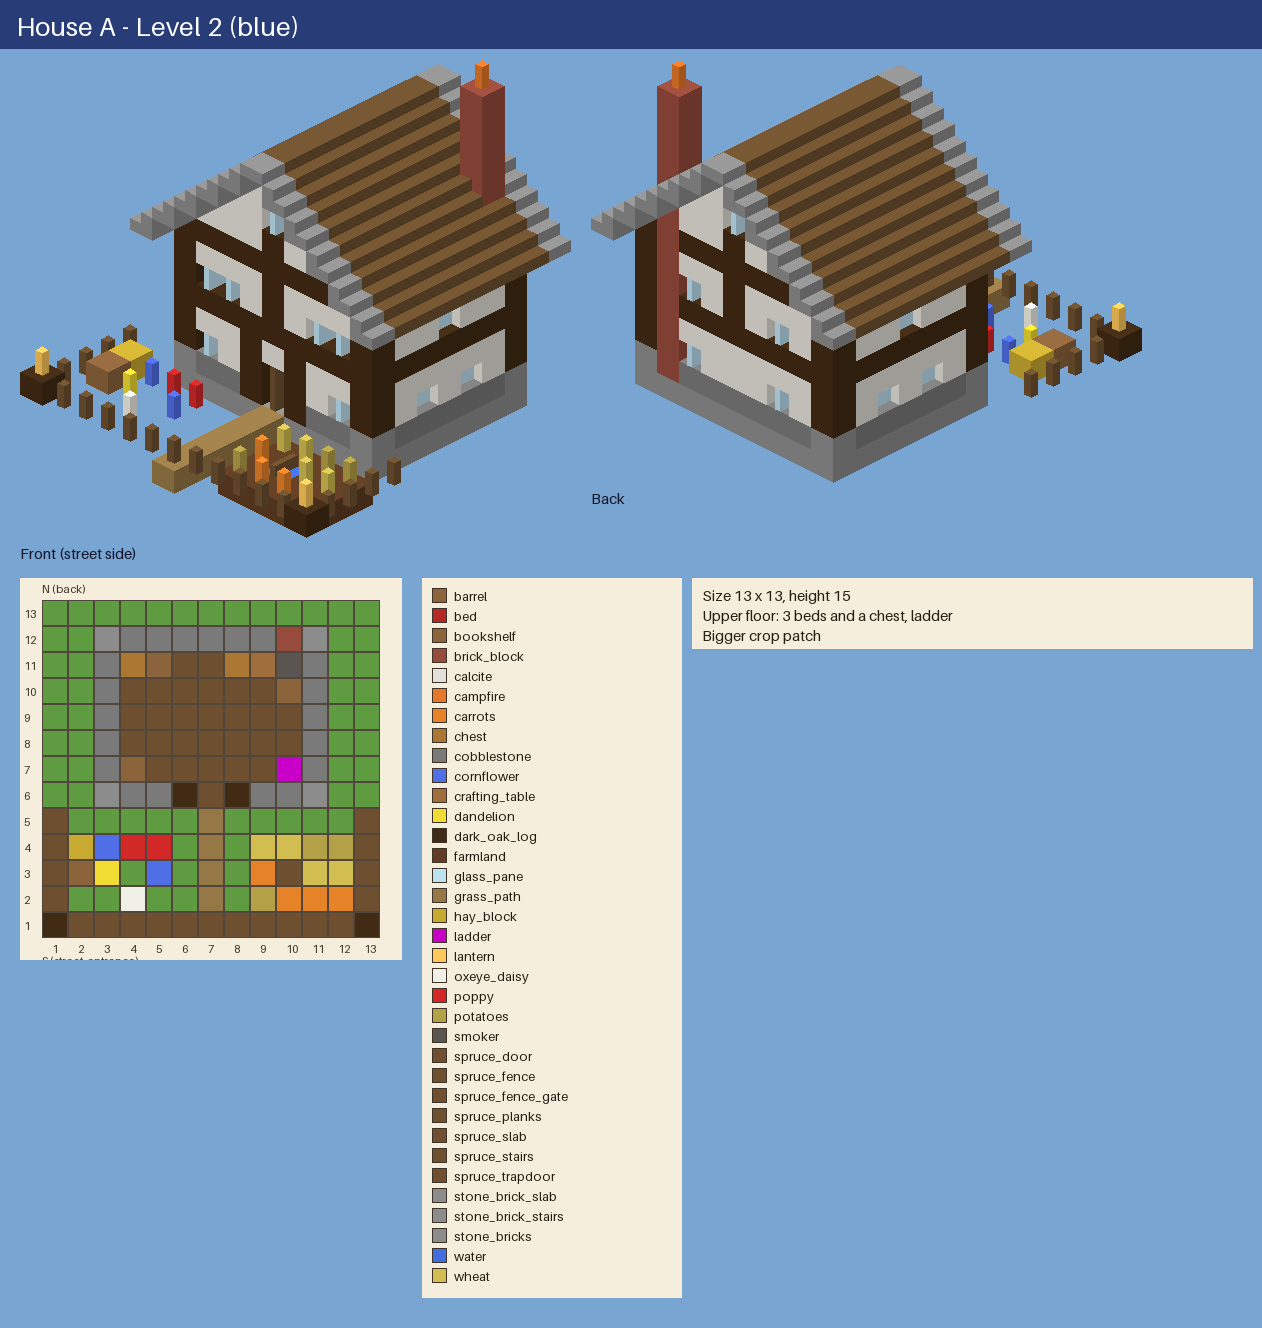 House A - Level 2 (blue)
Back
Front (street side)
N (back)
13
12
11
10
9
8
7
6
5
4
3
2
1
1 2 3 4 5 6 7 8 9 10 11 12 13
S (street entrance)
barrel
bed
bookshelf
brick_block
calcite
campfire
carrots
chest
cobblestone
cornflower
crafting_table
dandelion
dark_oak_log
farmland
glass_pane
grass_path
hay_block
ladder
lantern
oxeye_daisy
poppy
potatoes
smoker
spruce_door
spruce_fence
spruce_fence_gate
spruce_planks
spruce_slab
spruce_stairs
spruce_trapdoor
stone_brick_slab
stone_brick_stairs
stone_bricks
water
wheat
Size 13 x 13, height 15
Upper floor: 3 beds and a chest, ladder
Bigger crop patch